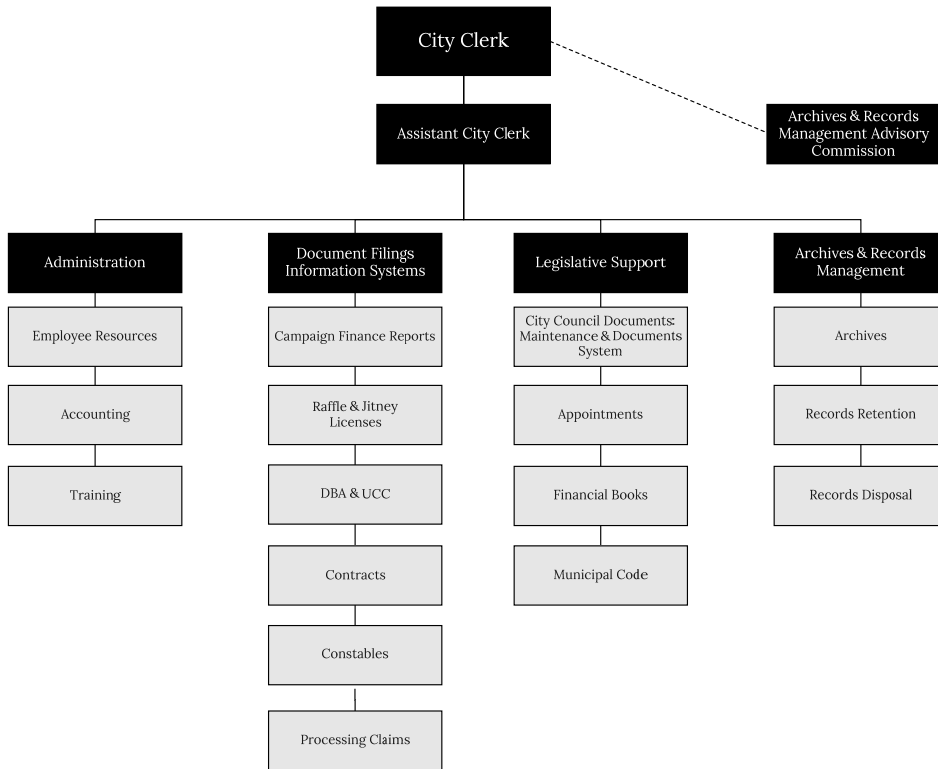 City Clerk
Assistant City Clerk
Archives & Records
Management Advisory
Commission
Administration
Document Filings
Information Systems
Legislative Support
Archives & Records
Management
Employee Resources
Campaign Finance Reports
City Council Documents:
Maintenance & Documents
System
Archives
Accounting
Raffle & Jitney
Licenses
Appointments
Records Retention
Training
DBA & UCC
Financial Books
Records Disposal
Contracts
Municipal Code
Constables
Processing Claims